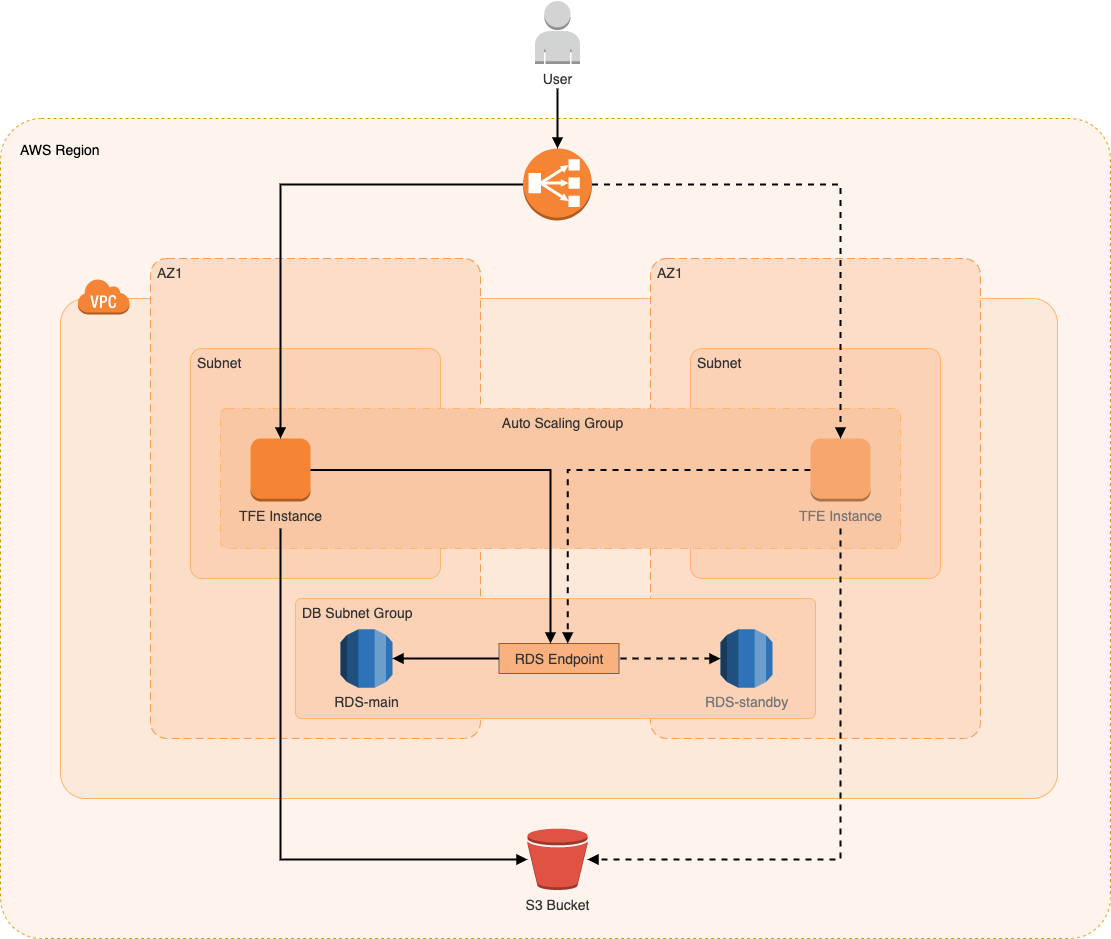 User
AWS Region
AZ1
AZ1
VPC
Subnet
Subnet
Auto Scaling Group
TFE Instance
TFE Instance
DB Subnet Group
RDS Endpoint
RDS-main
RDS-standby
S3 Bucket